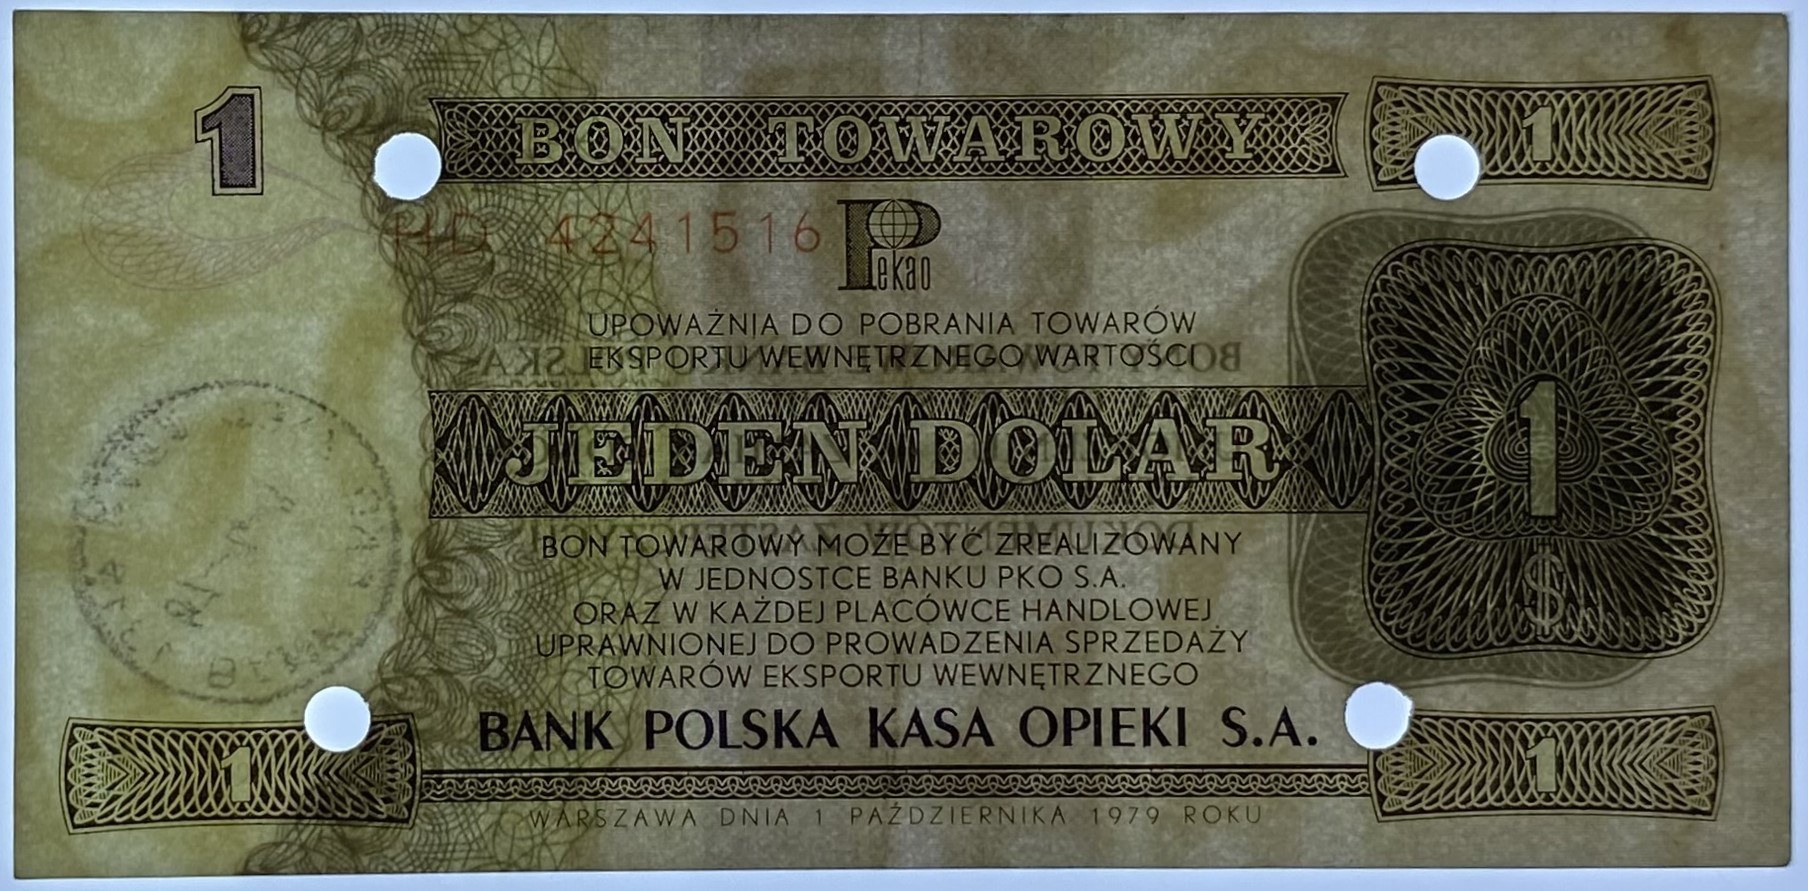 1
BON TOWAROWY
1
HD 4241516
Pekao
UPOWAŻNIA DO POBRANIA TOWARÓW
EKSPORTU WEWNĘTRZNEGO WARTOŚCI
JEDEN DOLAR
1
$
BON TOWAROWY MOŻE BYĆ ZREALIZOWANY
W JEDNOSTCE BANKU PKO S.A.
ORAZ W KAŻDEJ PLACÓWCE HANDLOWEJ
UPRAWNIONEJ DO PROWADZENIA SPRZEDAŻY
TOWARÓW EKSPORTU WEWNĘTRZNEGO
BANK POLSKA KASA OPIEKI S.A.
1
1
WARSZAWA DNIA 1 PAŹDZIERNIKA 1979 ROKU